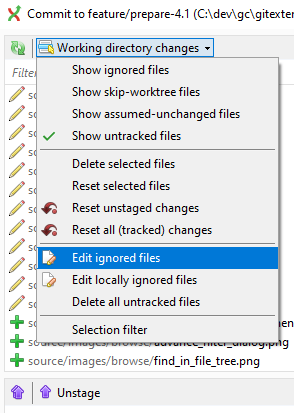 Commit to feature/prepare-4.1 (C:\dev\gc\gitexten
Working directory changes
Filte
Show ignored files
Show skip-worktree files
Show assumed-unchanged files
Show untracked files
Delete selected files
Reset selected files
Reset unstaged changes
Reset all (tracked) changes
Edit ignored files
Edit locally ignored files
Delete all untracked files
Selection filter
source/images/browse/advance_filter_dialog.png
source/images/browse/find_in_file_tree.png
Unstage